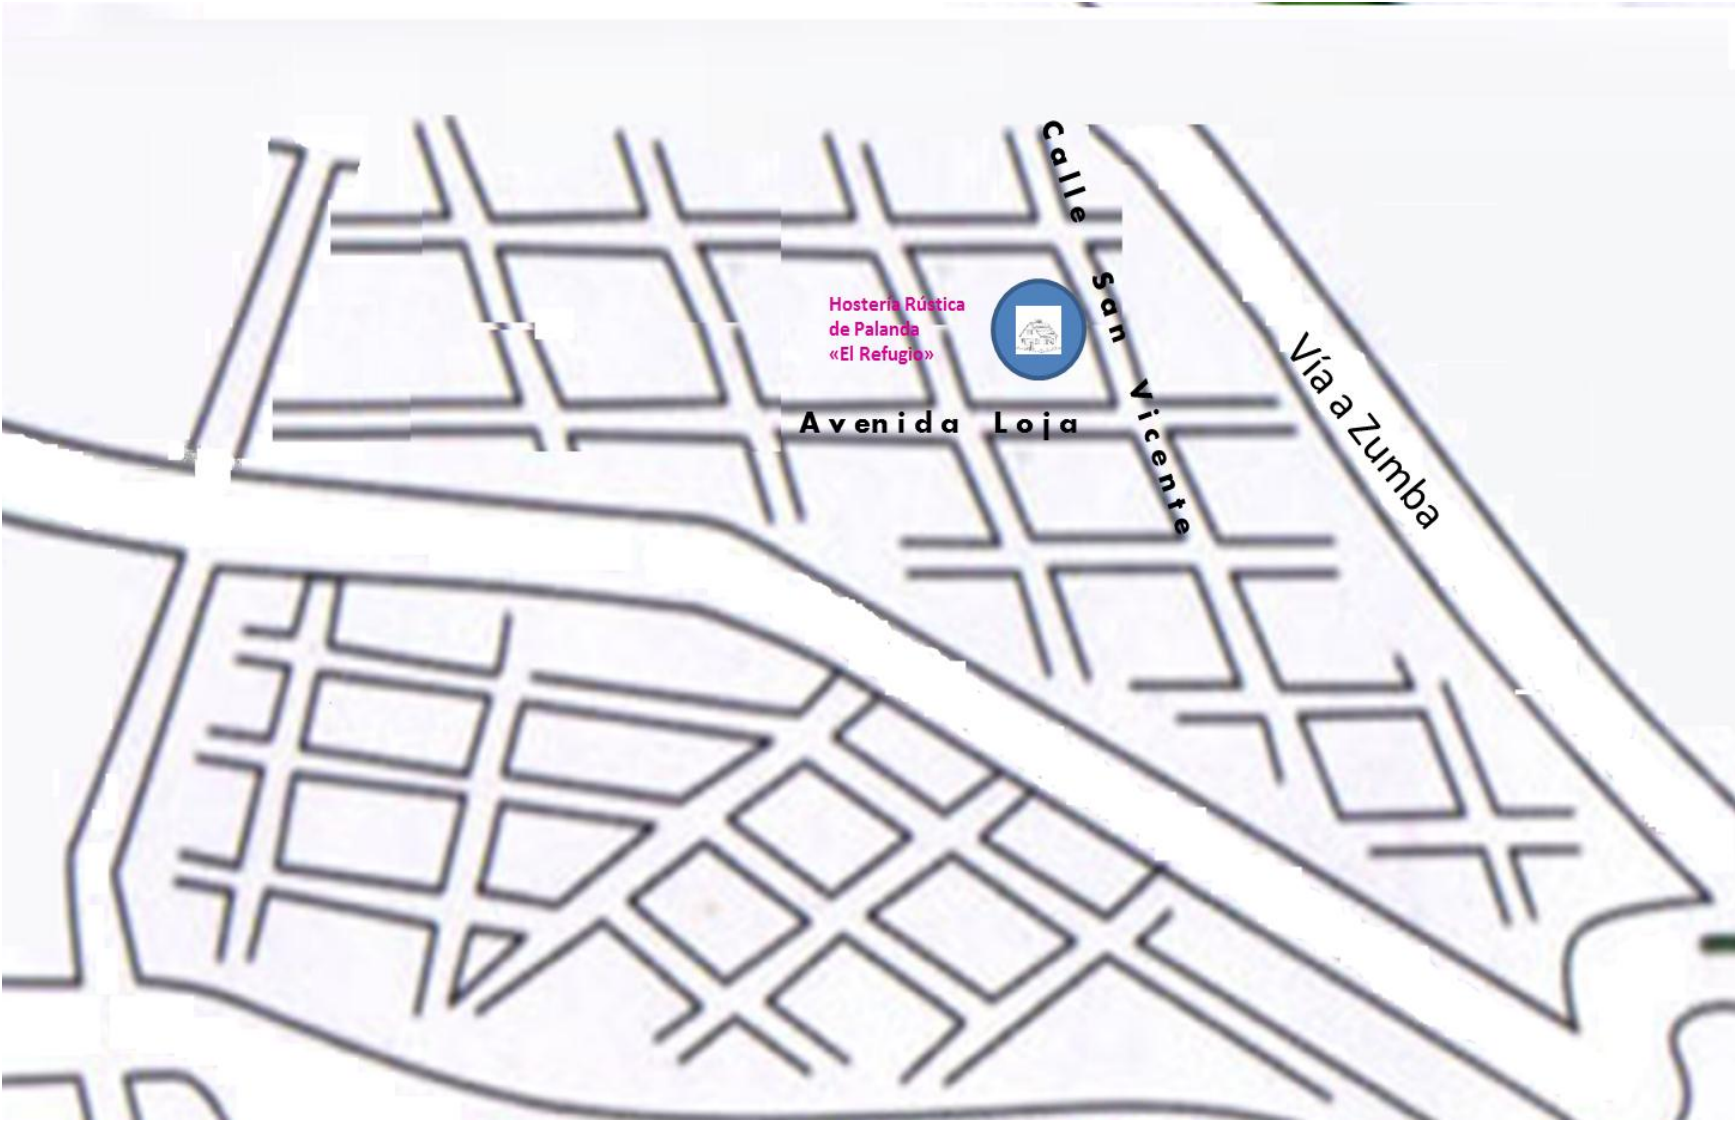 Calle San Vicente
Hostería Rústica
de Palanda
«El Refugio»
Avenida Loja
Vía a Zumba